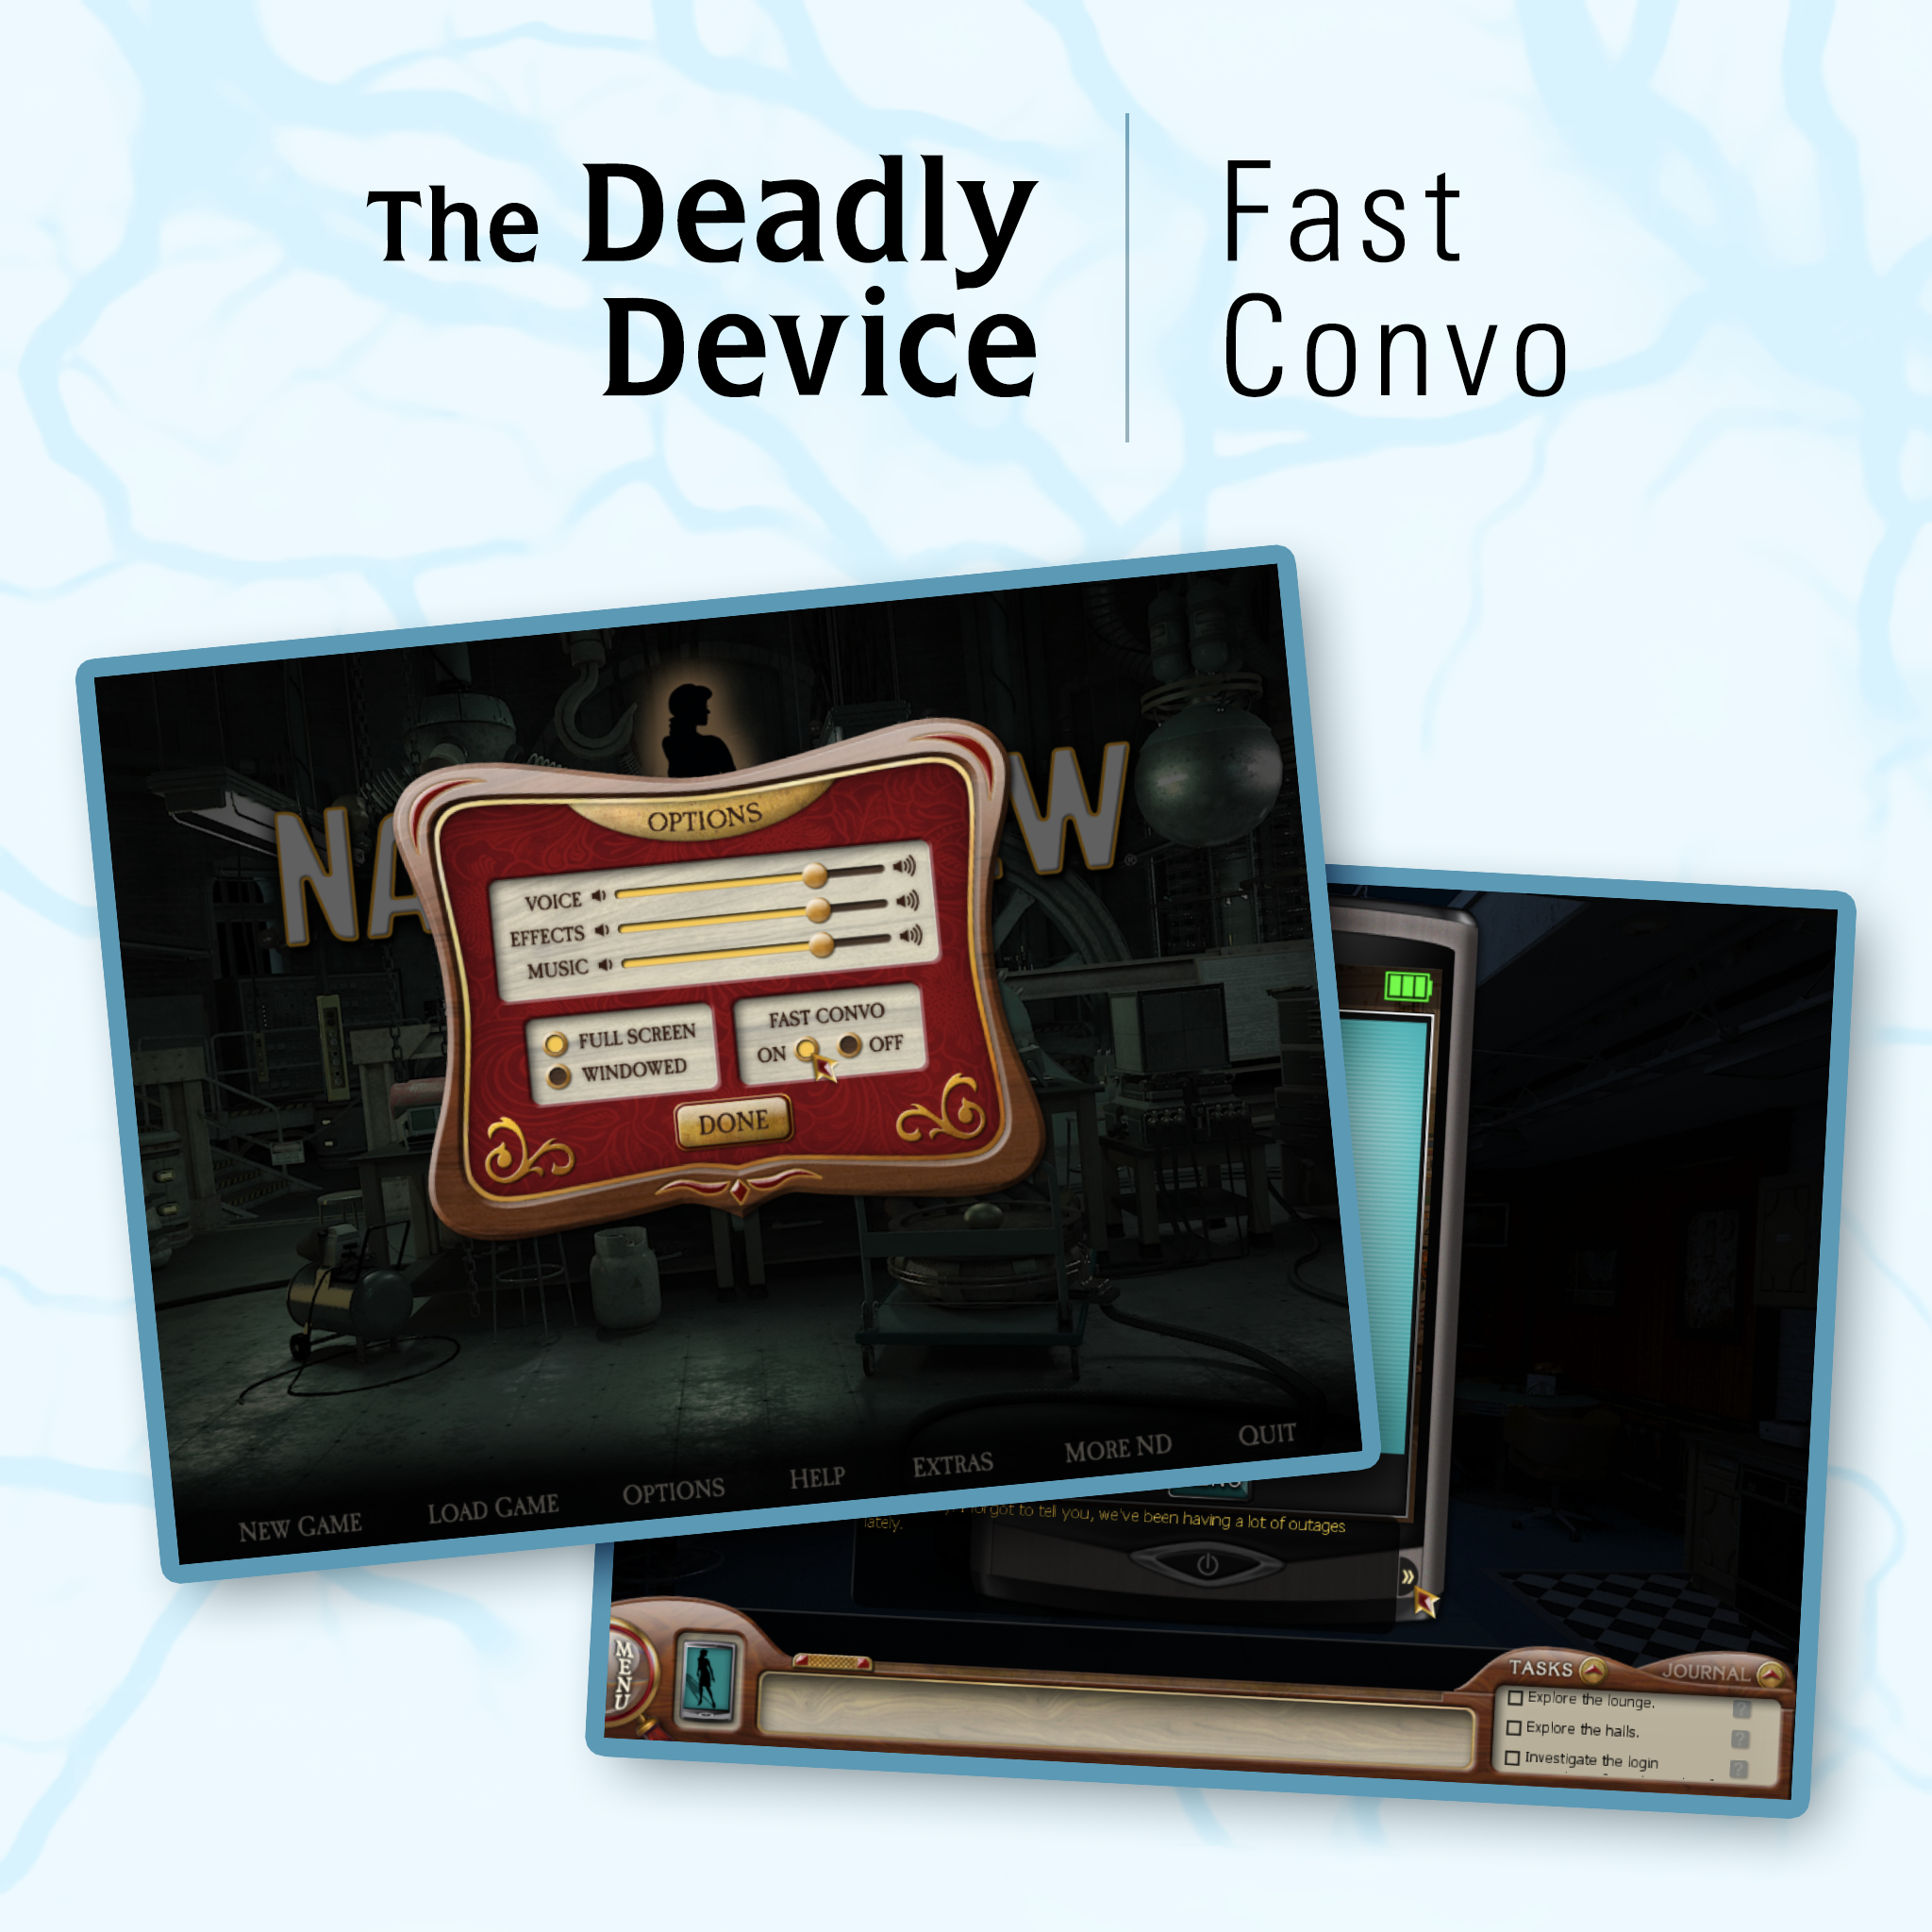 The Deadly
Device
Fast
Convo
NA
EW
®
OPTIONS
VOICE
EFFECTS
MUSIC
FULL SCREEN
WINDOWED
FAST CONVO
ON OFF
DONE
NEW GAME LOAD GAME OPTIONS HELP EXTRAS MORE ND QUIT
forgot to tell you, we've been having a lot of outages
lately.
»
MENU
TASKS JOURNAL
Explore the lounge. ?
Explore the halls. ?
Investigate the login ?